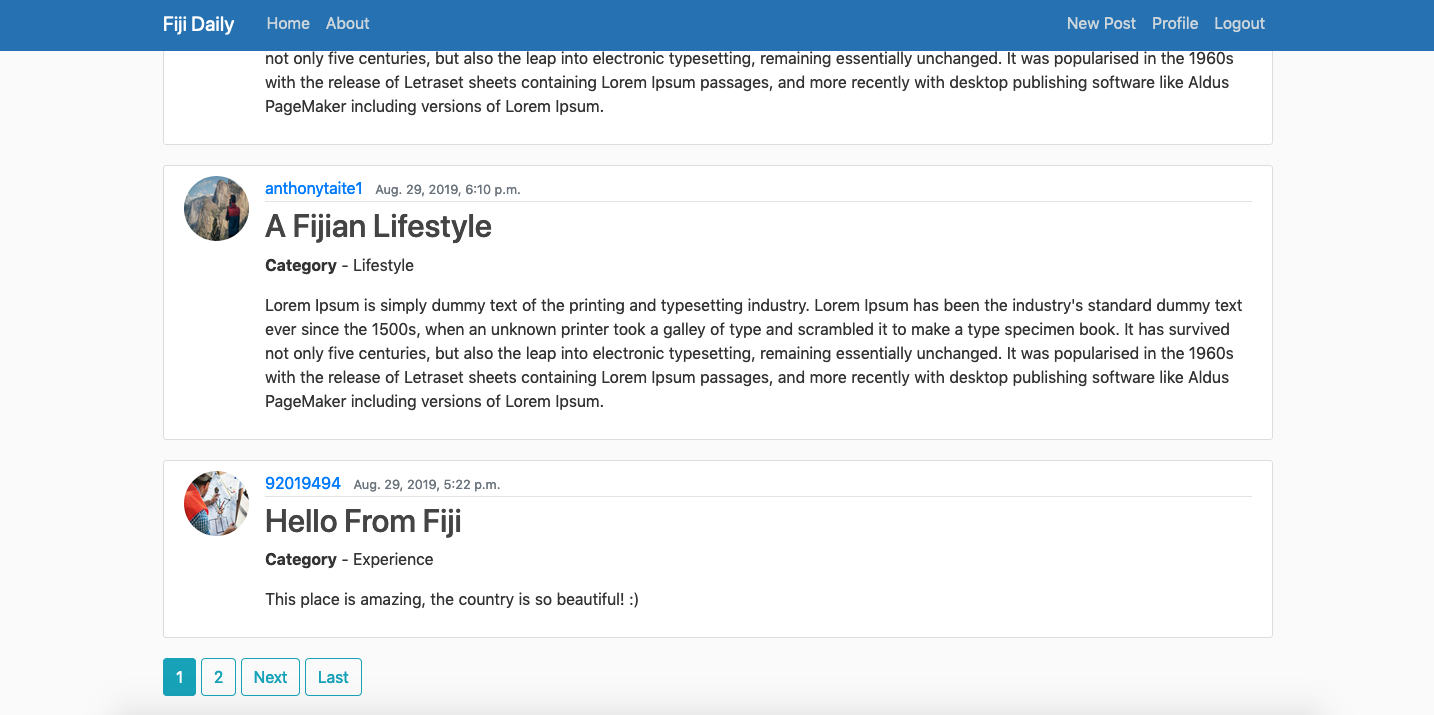 Fiji Daily Home About New Post Profile Logout
not only five centuries, but also the leap into electronic typesetting, remaining essentially unchanged. It was popularised in the 1960s
with the release of Letraset sheets containing Lorem Ipsum passages, and more recently with desktop publishing software like Aldus
PageMaker including versions of Lorem Ipsum.
anthonytaite1 Aug. 29, 2019, 6:10 p.m.
A Fijian Lifestyle
Category - Lifestyle
Lorem Ipsum is simply dummy text of the printing and typesetting industry. Lorem Ipsum has been the industry's standard dummy text
ever since the 1500s, when an unknown printer took a galley of type and scrambled it to make a type specimen book. It has survived
not only five centuries, but also the leap into electronic typesetting, remaining essentially unchanged. It was popularised in the 1960s
with the release of Letraset sheets containing Lorem Ipsum passages, and more recently with desktop publishing software like Aldus
PageMaker including versions of Lorem Ipsum.
92019494 Aug. 29, 2019, 5:22 p.m.
Hello From Fiji
Category - Experience
This place is amazing, the country is so beautiful! :)
1 2 Next Last